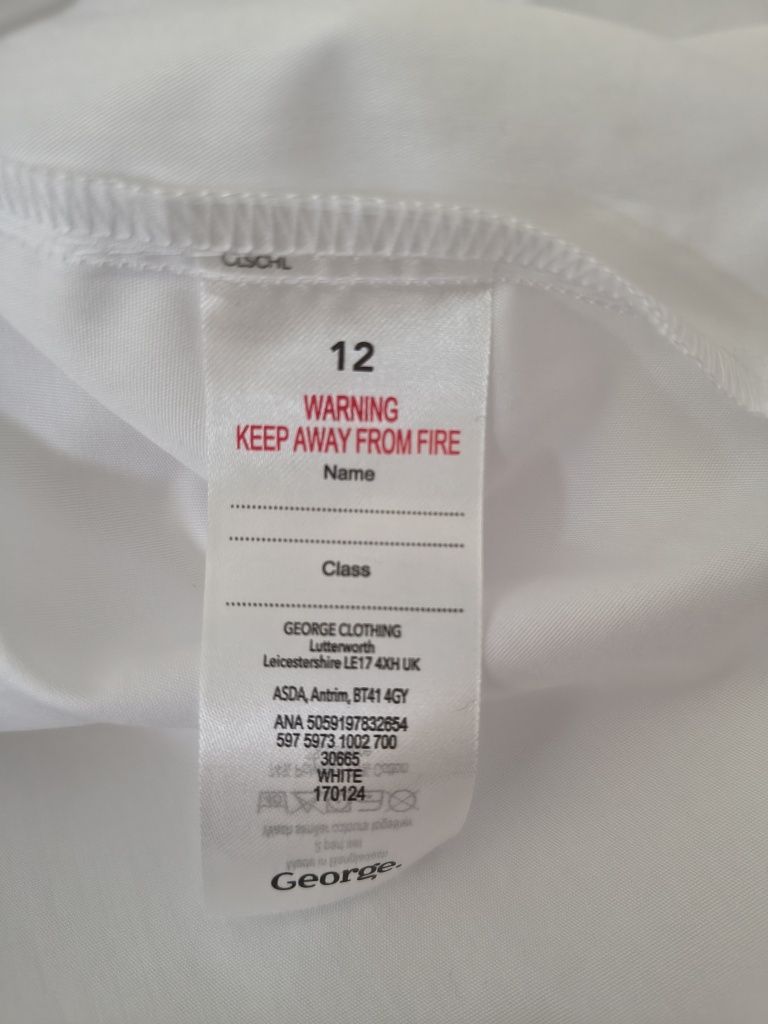 CLSCHL
12
WARNING
KEEP AWAY FROM FIRE
Name
Class
GEORGE CLOTHING
Lutterworth
Leicestershire LE17 4XH UK
ASDA, Antrim, BT41 4GY
ANA 5059197832654
597 5973 1002 700
30665
WHITE
170124
George.